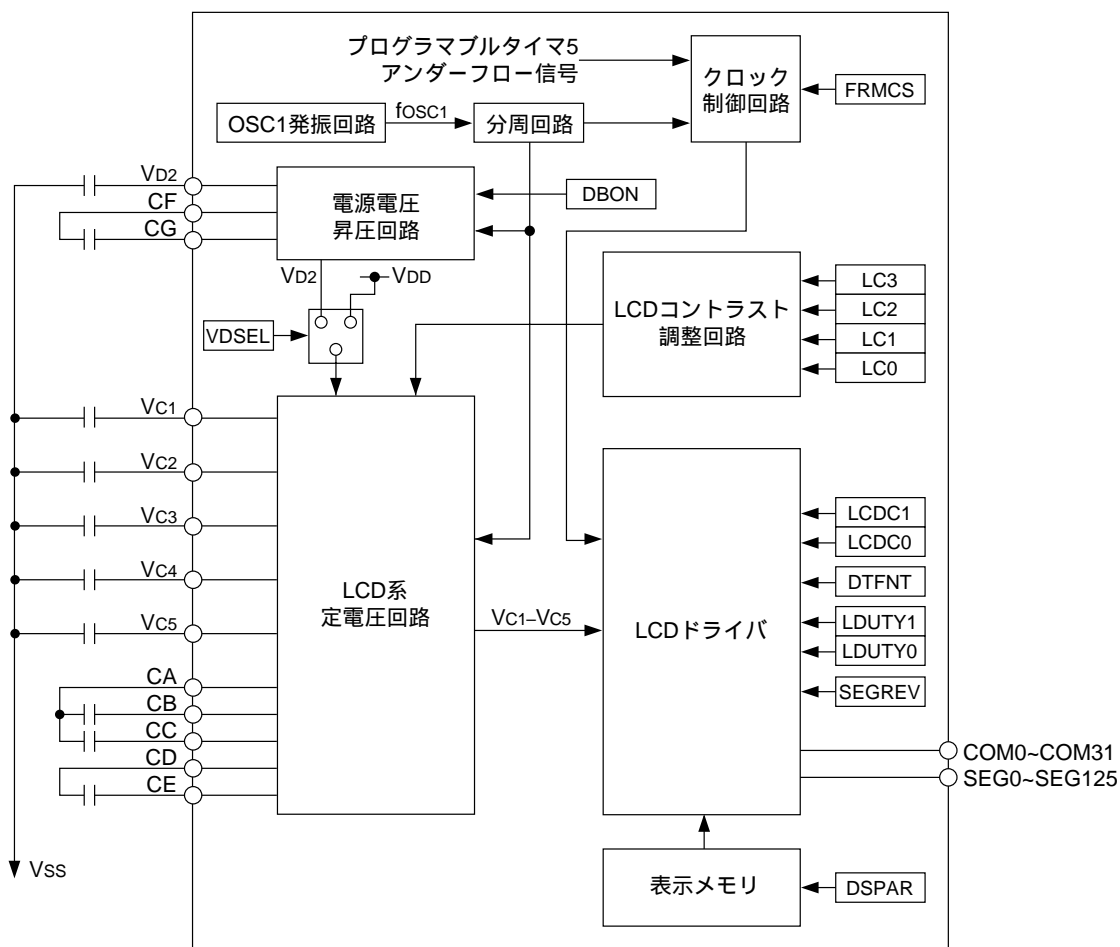 プログラマブルタイマ5
アンダーフロー信号
クロック
制御回路
FRMCS
OSC1発振回路
fOSC1
分周回路
VD2
CF
CG
電源電圧
昇圧回路
DBON
VD2
VDD
VDSEL
LCDコントラスト
調整回路
LC3
LC2
LC1
LC0
VC1
VC2
VC3
VC4
VC5
CA
CB
CC
CD
CE
VSS
LCD系
定電圧回路
VC1–VC5
LCDドライバ
LCDC1
LCDC0
DTFNT
LDUTY1
LDUTY0
SEGREV
COM0~COM31
SEG0~SEG125
表示メモリ
DSPAR